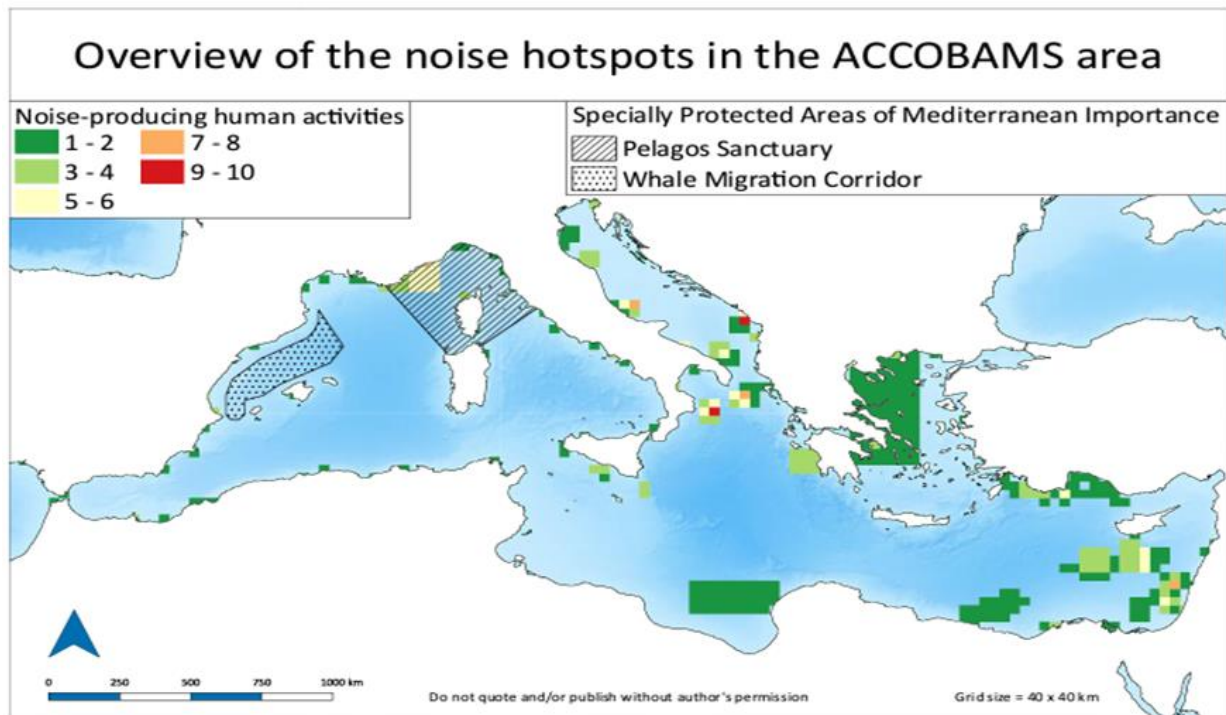 Overview of the noise hotspots in the ACCOBAMS area
Noise-producing human activities
1 - 2
7 - 8
3 - 4
9 - 10
5 - 6
Specially Protected Areas of Mediterranean Importance
Pelagos Sanctuary
Whale Migration Corridor
0 250 500 750 1000 km
Do not quote and/or publish without author's permission
Grid size = 40 x 40 km